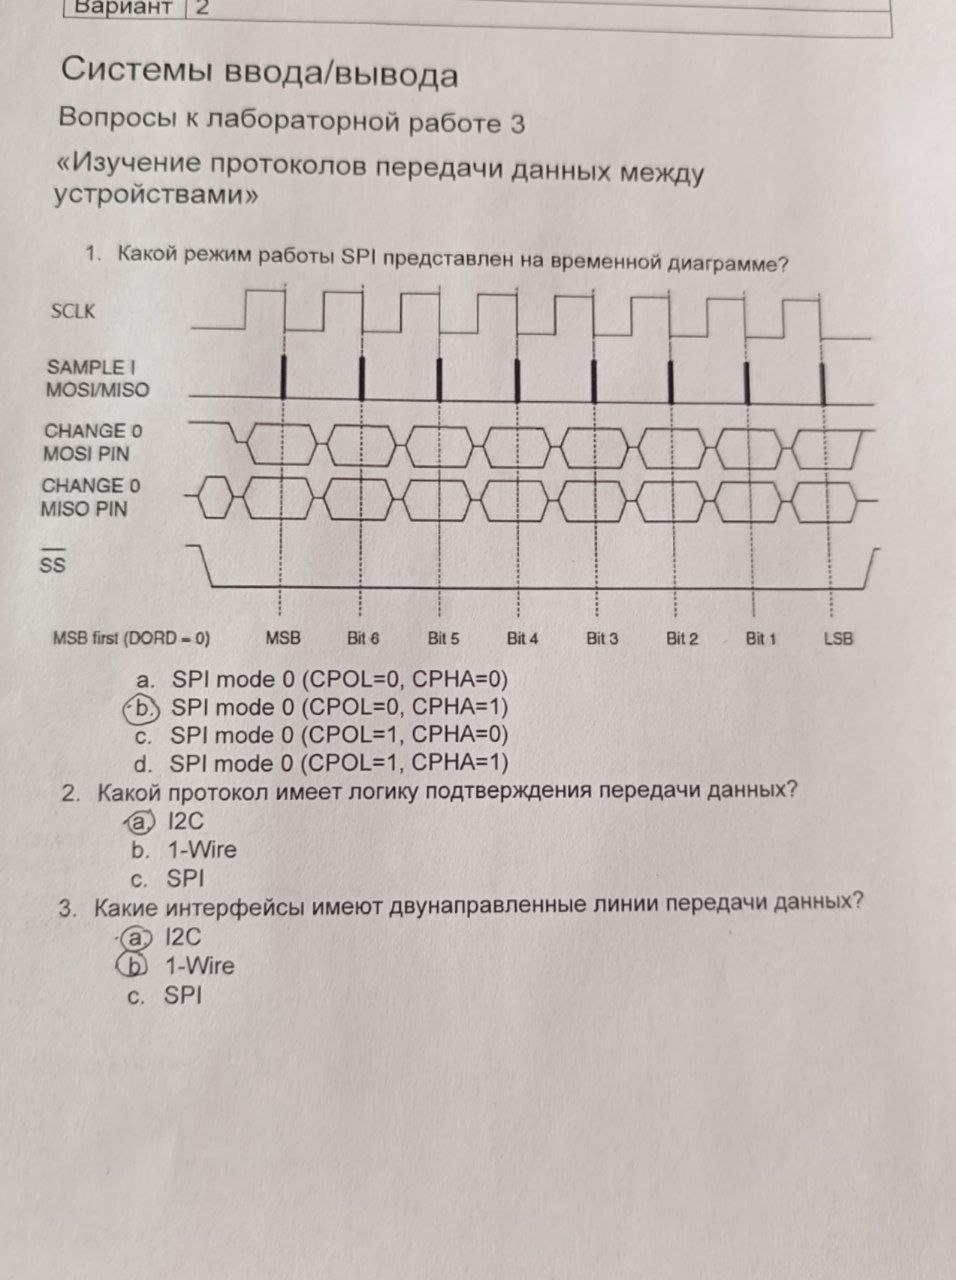 Вариант 2
Системы ввода/вывода
Вопросы к лабораторной работе 3
«Изучение протоколов передачи данных между
устройствами»
1. Какой режим работы SPI представлен на временной диаграмме?
SCLK
SAMPLE I
MOSI/MISO
CHANGE 0
MOSI PIN
CHANGE 0
MISO PIN
SS
MSB first (DORD = 0) MSB Bit 6 Bit 5 Bit 4 Bit 3 Bit 2 Bit 1 LSB
a. SPI mode 0 (CPOL=0, CPHA=0)
b. SPI mode 0 (CPOL=0, CPHA=1)
c. SPI mode 0 (CPOL=1, CPHA=0)
d. SPI mode 0 (CPOL=1, CPHA=1)
2. Какой протокол имеет логику подтверждения передачи данных?
a. I2C
b. 1-Wire
c. SPI
3. Какие интерфейсы имеют двунаправленные линии передачи данных?
a. I2C
b. 1-Wire
c. SPI